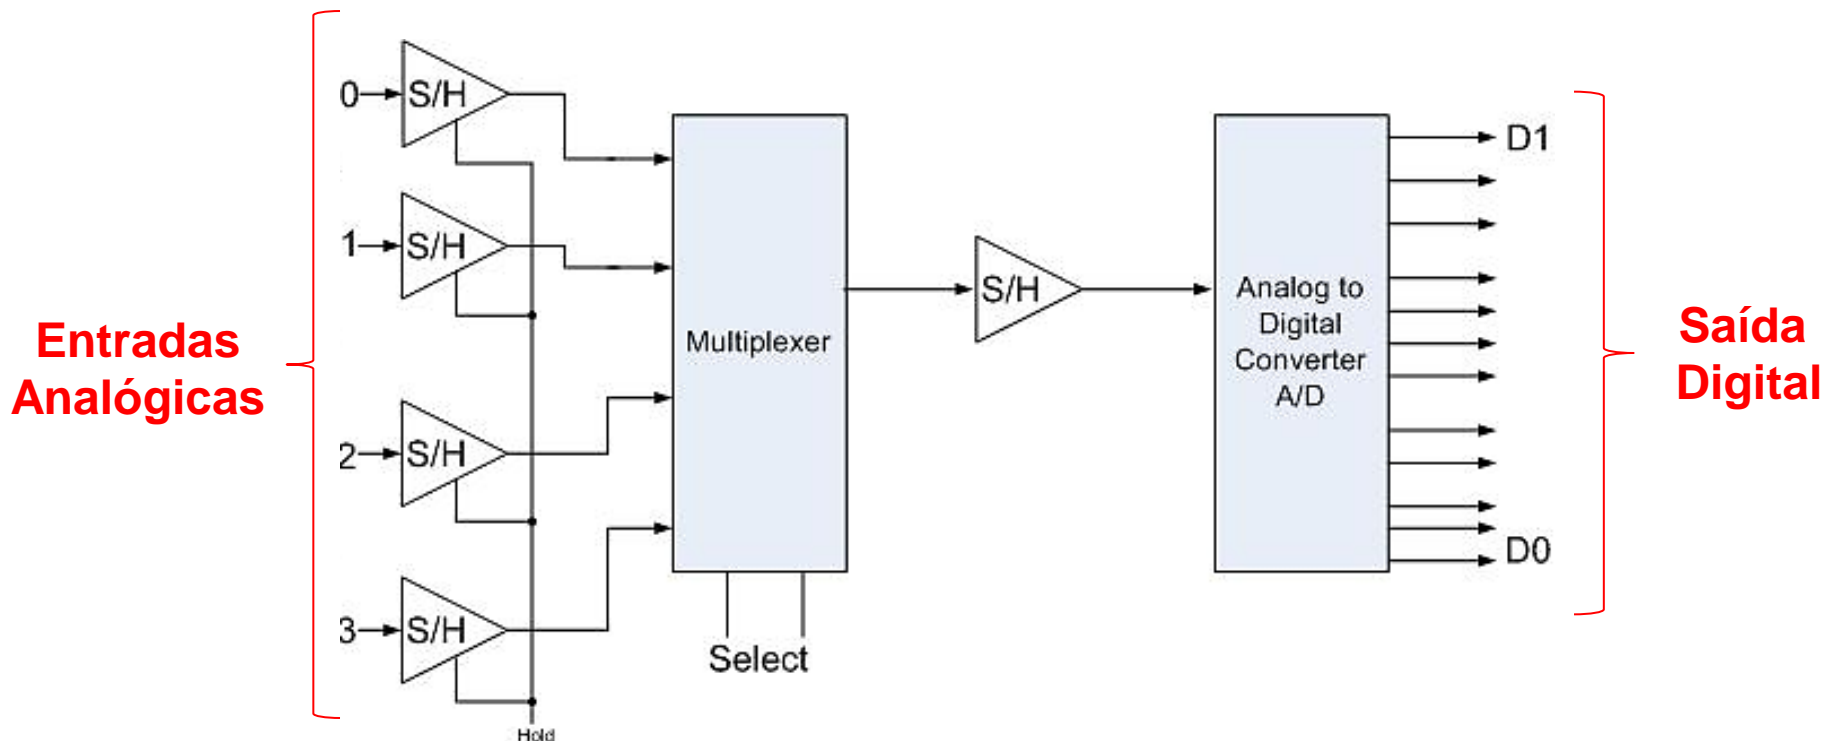 Entradas
Analógicas
0
S/H
1
S/H
2
S/H
3
S/H
Hold
Multiplexer
Select
S/H
Analog to
Digital
Converter
A/D
D1
D0
Saída
Digital